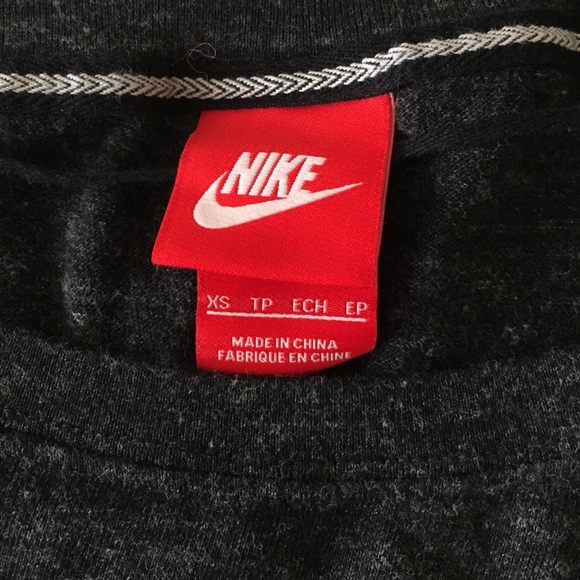 NIKE
XS TP ECH EP
MADE IN CHINA
FABRIQUE EN CHINE